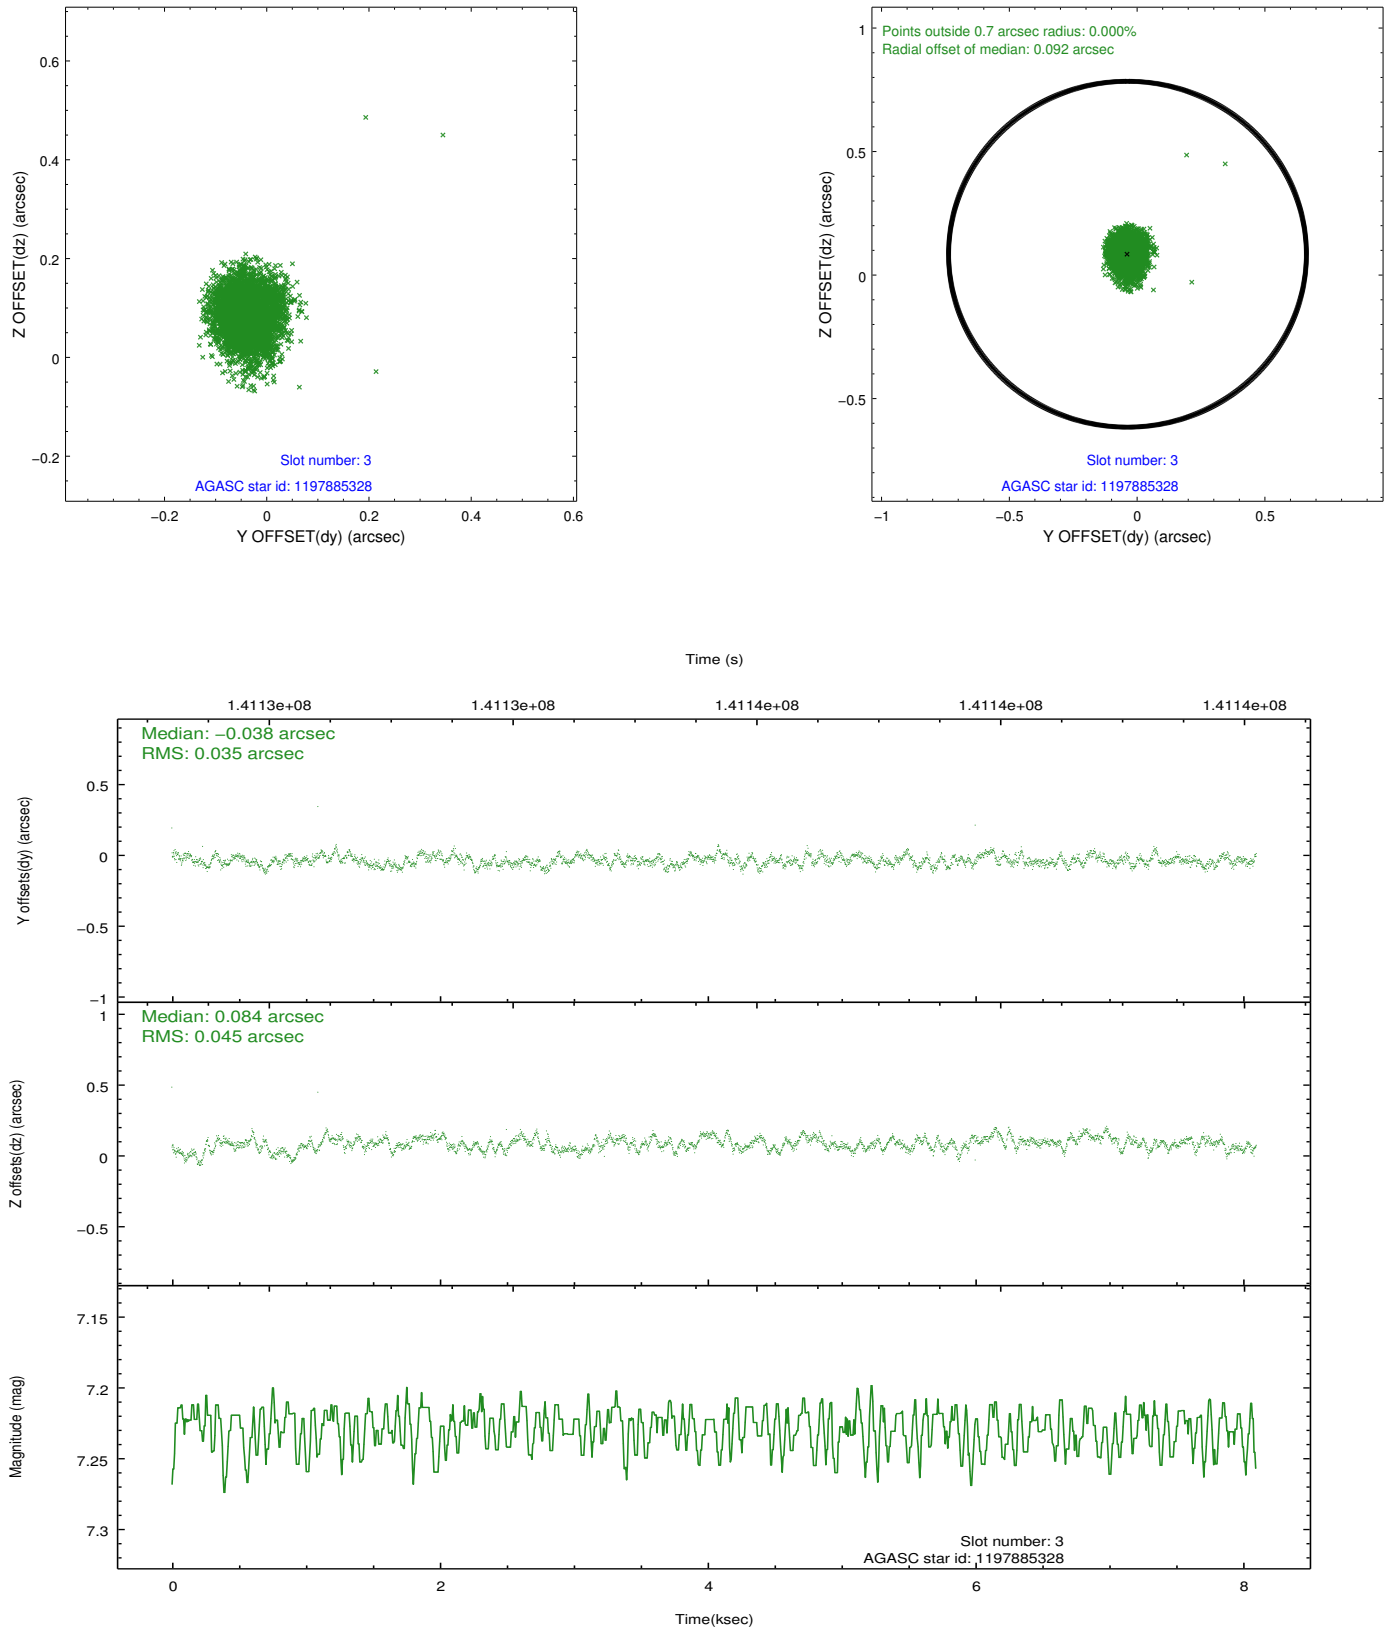 0.6
0.4
0.2
0
−0.2
Z OFFSET(dz) (arcsec)
Slot number: 3
AGASC star id: 1197885328
−0.2 0 0.2 0.4 0.6
Y OFFSET(dy) (arcsec)
Points outside 0.7 arcsec radius: 0.000%
Radial offset of median: 0.092 arcsec
1
0.5
0
−0.5
Z OFFSET(dz) (arcsec)
Slot number: 3
AGASC star id: 1197885328
−1 −0.5 0 0.5
Y OFFSET(dy) (arcsec)
Time (s)
1.4113e+08 1.4113e+08 1.4114e+08 1.4114e+08 1.4114e+08
Median: −0.038 arcsec
RMS: 0.035 arcsec
0.5
0
−0.5
−1
Y offsets(dy) (arcsec)
Median: 0.084 arcsec
RMS: 0.045 arcsec
1
0.5
0
−0.5
Z offsets(dz) (arcsec)
7.15
7.2
7.25
7.3
Magnitude (mag)
Slot number: 3
AGASC star id: 1197885328
0 2 4 6 8
Time(ksec)